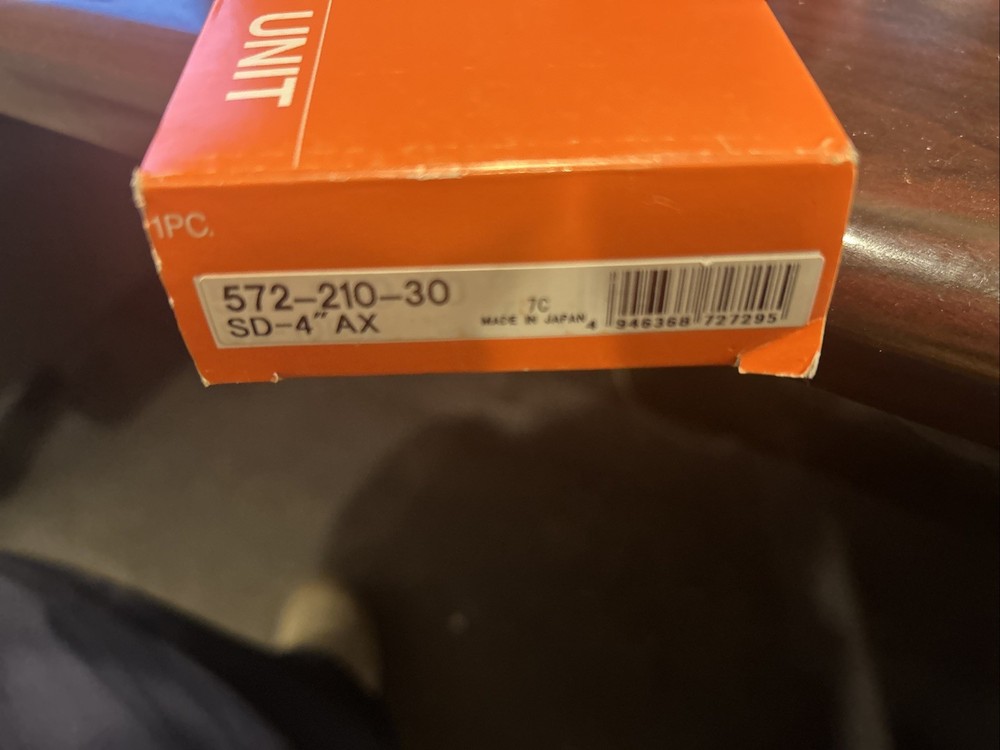 UNIT
1PC.
572-210-30
SD-4" AX
7C
MADE IN JAPAN
4 946368 727295